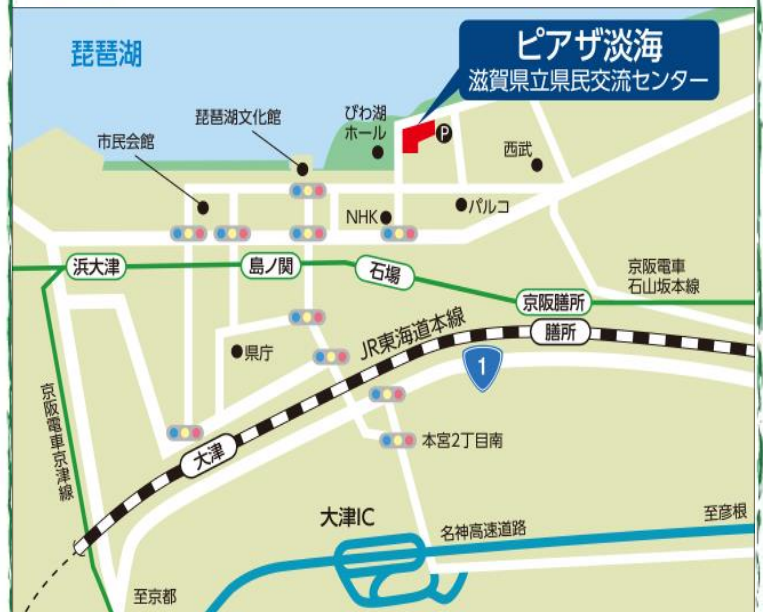 琵琶湖
ピアザ淡海
滋賀県立県民交流センター
びわ湖
ホール
P
琵琶湖文化館
市民会館
西武
NHK
パルコ
浜大津
島ノ関
石場
京阪電車
石山坂本線
京阪膳所
JR東海道本線
膳所
県庁
1
京阪電車京津線
大津
本宮2丁目南
大津IC
名神高速道路
至彦根
至京都